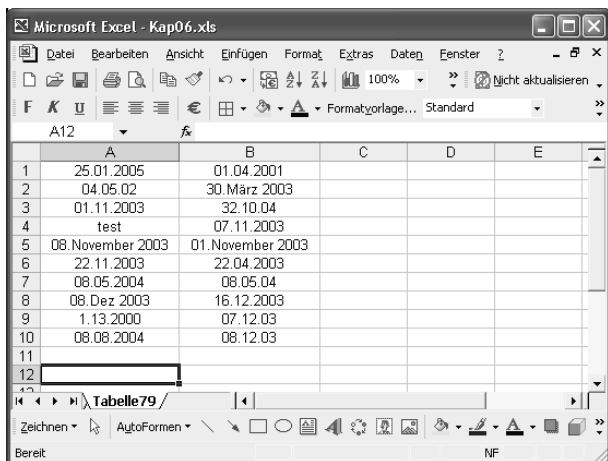 Microsoft Excel - Kap06.xls
Datei Bearbeiten Ansicht Einfügen Format Extras Daten Fenster ?
100% Nicht aktualisieren
F K U € Formatvorlage... Standard
A12 fx
A B C D E
1 25.01.2005 01.04.2001
2 04.05.02 30.März 2003
3 01.11.2003 32.10.04
4 test 07.11.2003
5 08.November 2003 01.November 2003
6 22.11.2003 22.04.2003
7 08.05.2004 08.05.04
8 08.Dez 2003 16.12.2003
9 1.13.2000 07.12.03
10 08.08.2004 08.12.03
11
12
Tabelle79
Zeichnen AutoFormen
Bereit NF